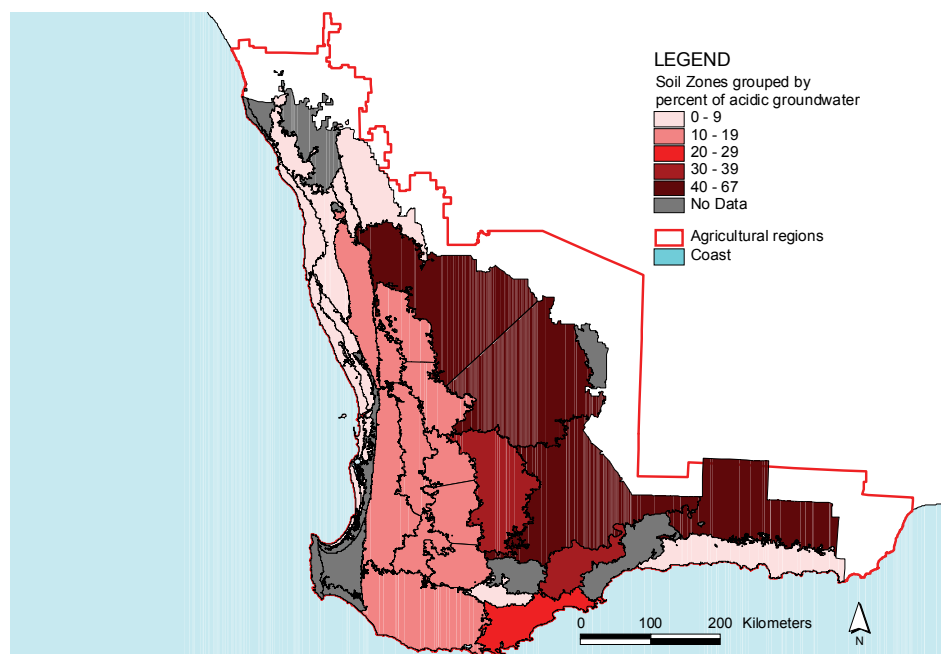 LEGEND
Soil Zones grouped by
percent of acidic groundwater
0 - 9
10 - 19
20 - 29
30 - 39
40 - 67
No Data
Agricultural regions
Coast
0 100 200 Kilometers
N